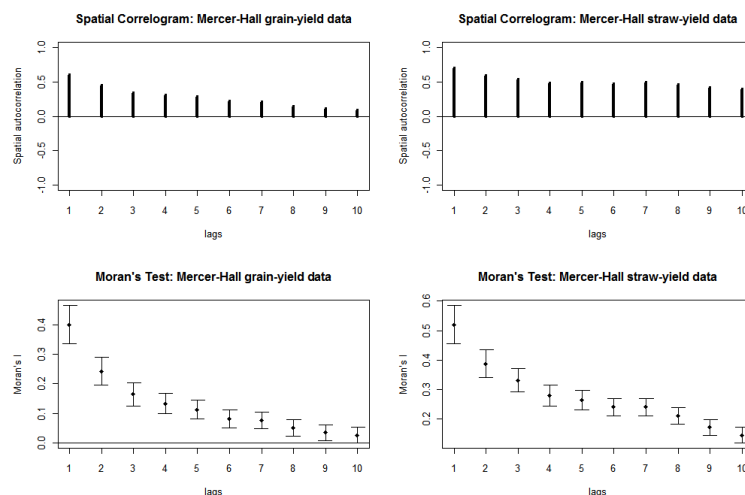 Spatial Correlogram: Mercer-Hall grain-yield data
Spatial autocorrelation
1.0
0.5
0.0
-0.5
-1.0
1 2 3 4 5 6 7 8 9 10
lags
Spatial Correlogram: Mercer-Hall straw-yield data
Spatial autocorrelation
1.0
0.5
0.0
-0.5
-1.0
1 2 3 4 5 6 7 8 9 10
lags
Moran's Test: Mercer-Hall grain-yield data
Moran's I
0.4
0.3
0.2
0.1
0.0
1 2 3 4 5 6 7 8 9 10
lags
Moran's Test: Mercer-Hall straw-yield data
Moran's I
0.6
0.5
0.4
0.3
0.2
1 2 3 4 5 6 7 8 9 10
lags